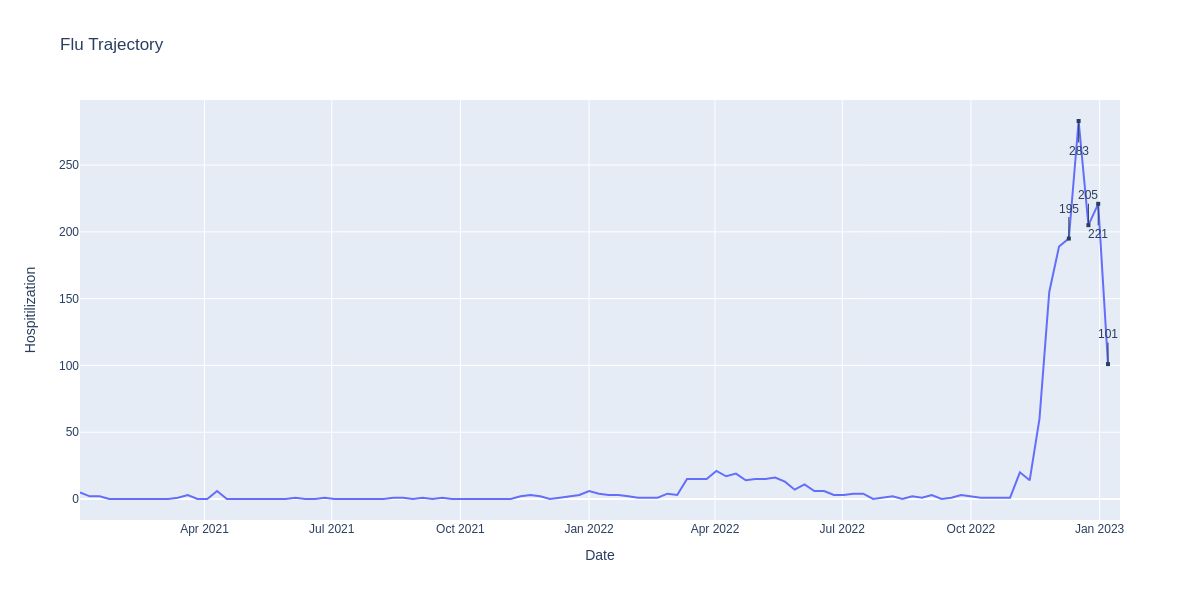 Flu Trajectory
Hospitilization
250
200
150
100
50
0
283
205
195
221
101
Apr 2021
Jul 2021
Oct 2021
Jan 2022
Apr 2022
Jul 2022
Oct 2022
Jan 2023
Date